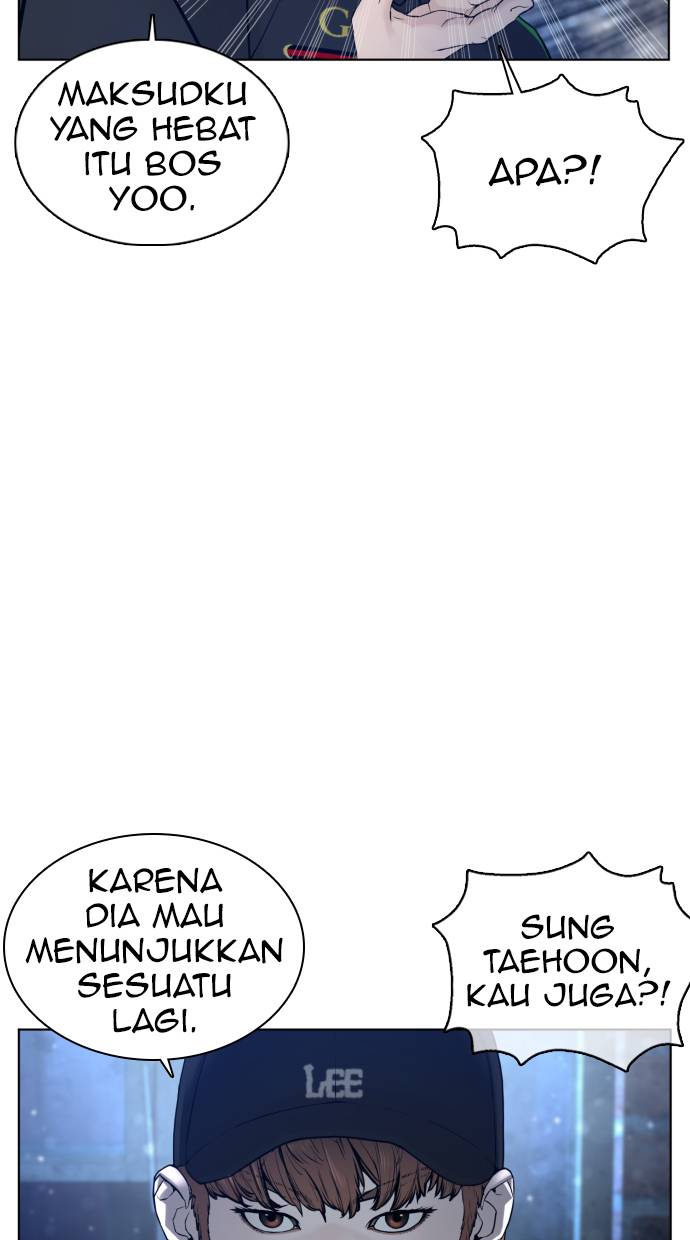 G
MAKSUDKU
YANG HEBAT
ITU BOS
YOO.
APA?!
KARENA
DIA MAU
MENUNJUKKAN
SESUATU
LAGI.
SUNG
TAEHOON,
KAU JUGA?!
LEE